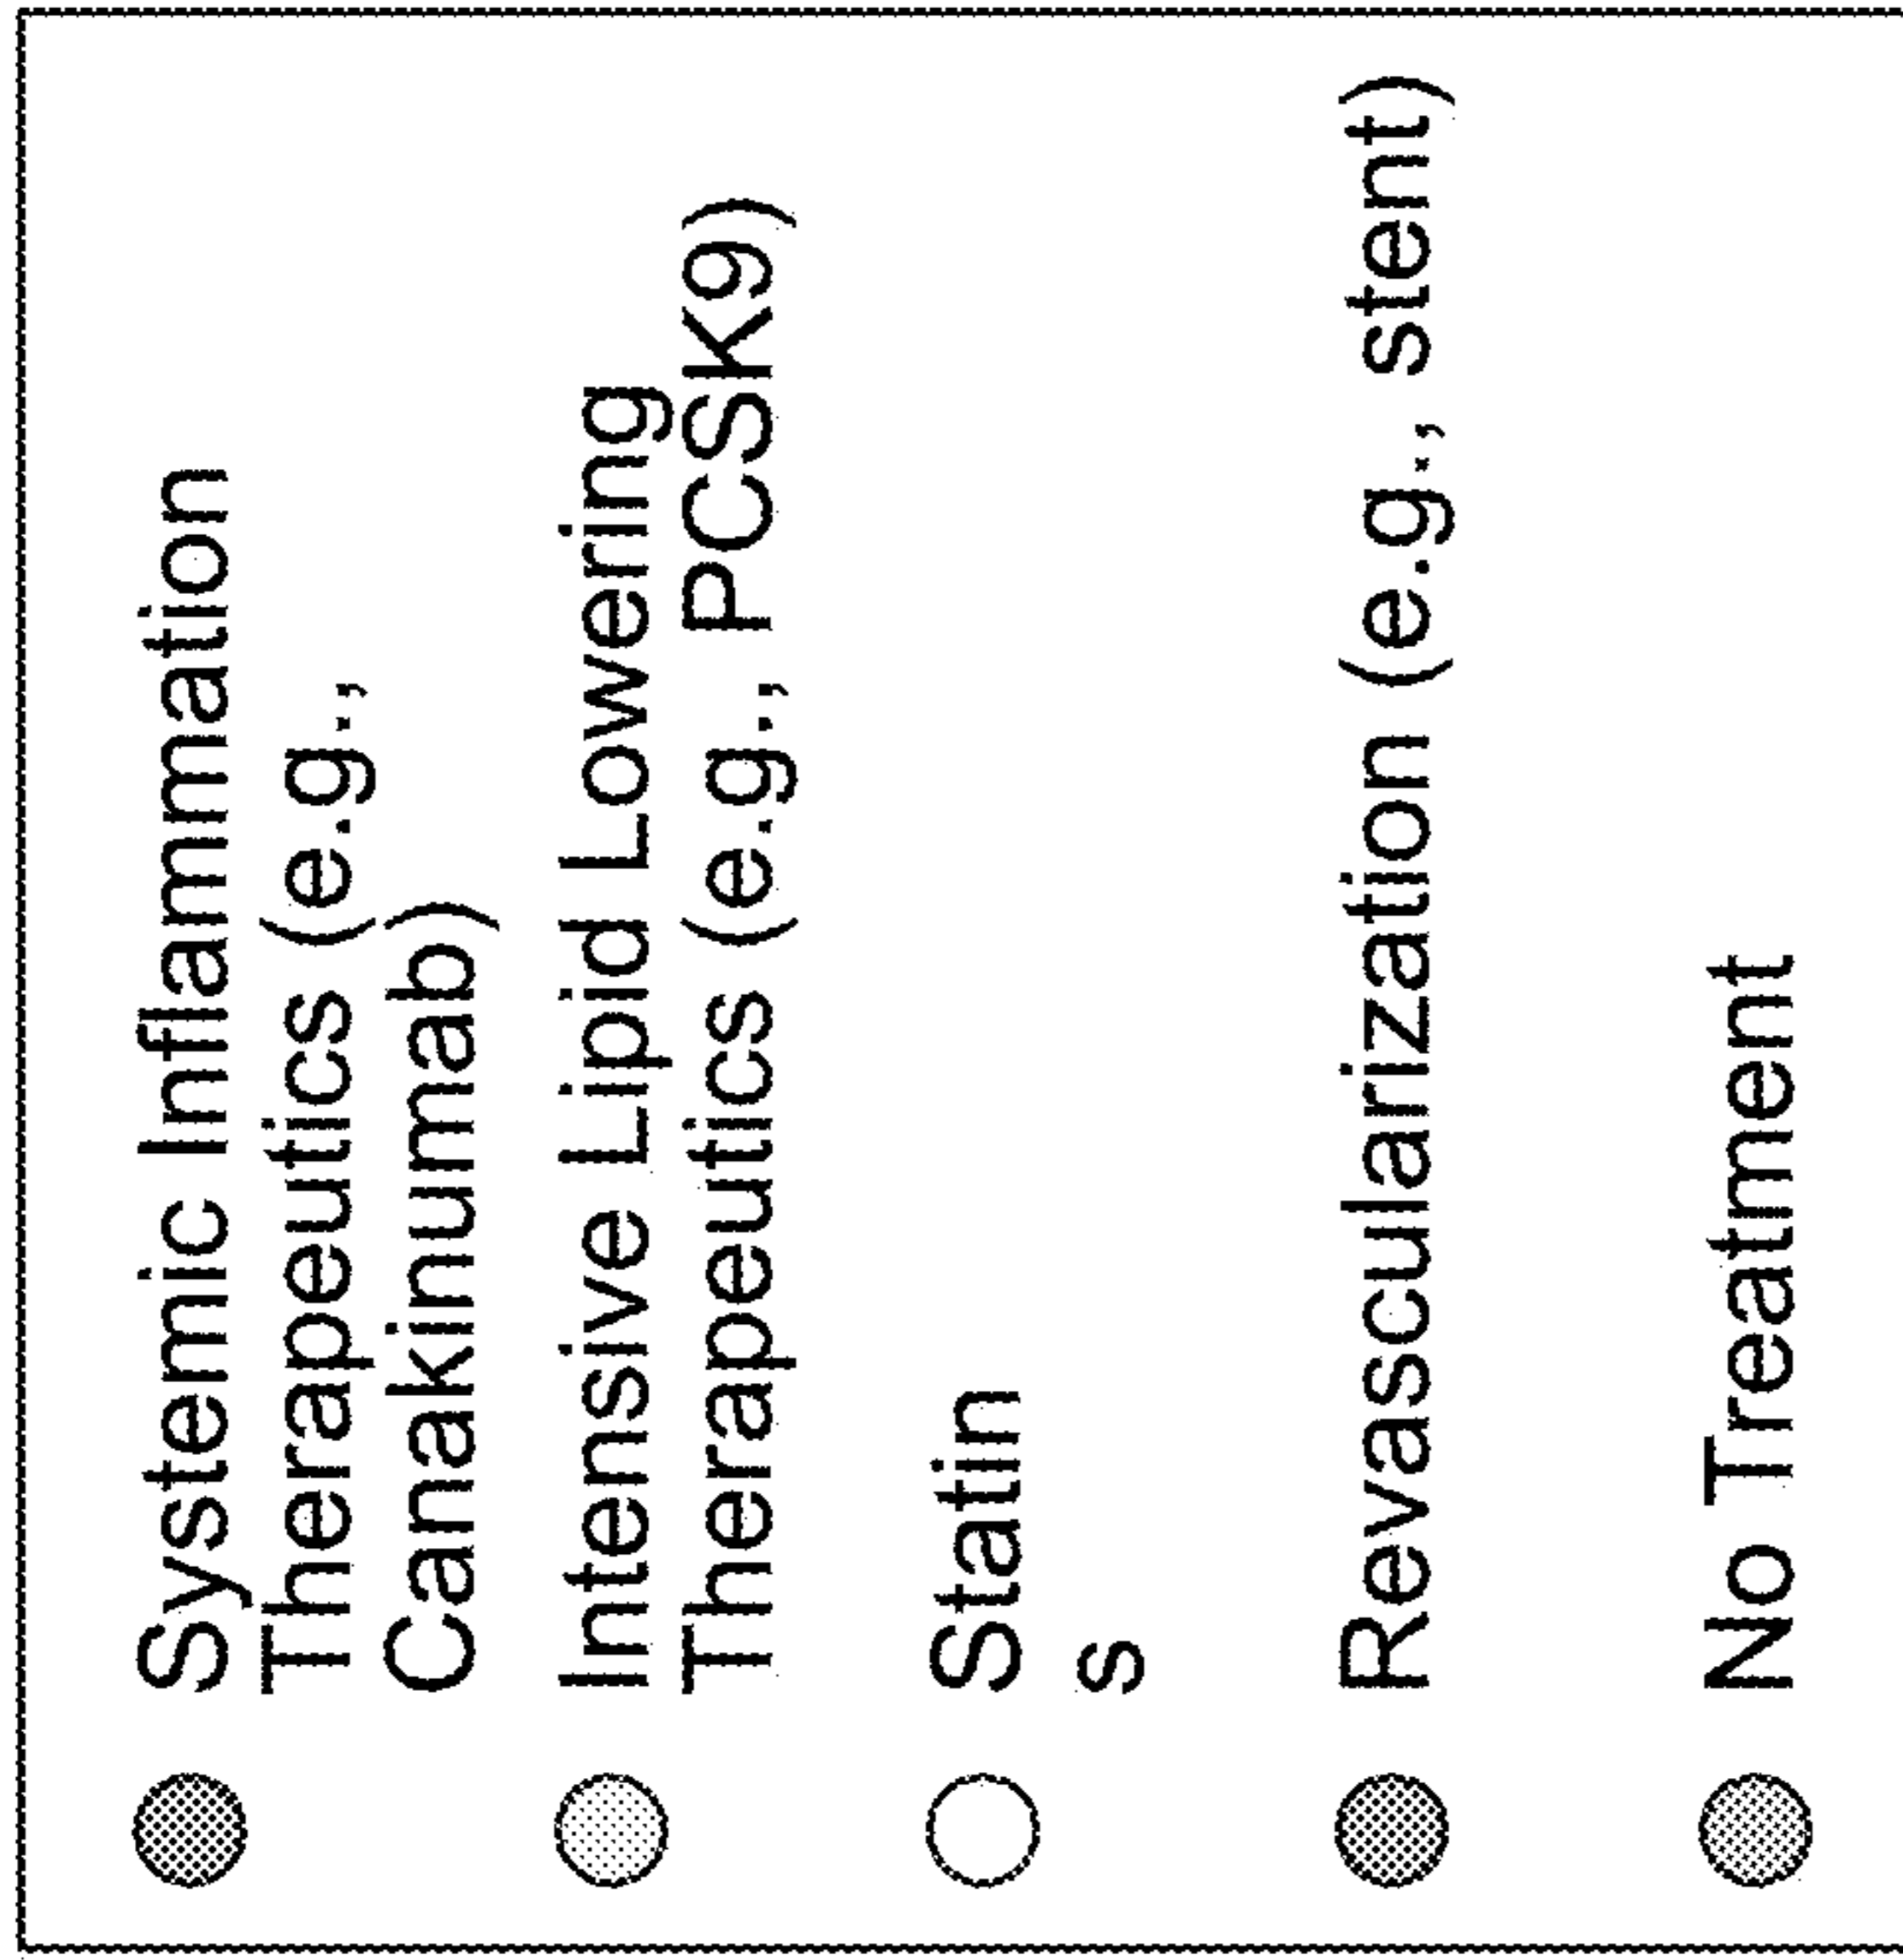 Systemic Inflammation
Therapeutics (e.g.,
Canakinumab)
Intensive Lipid Lowering
Therapeutics (e.g., PCSK9)
Statin
s
Revascularization (e.g., stent)
No Treatment